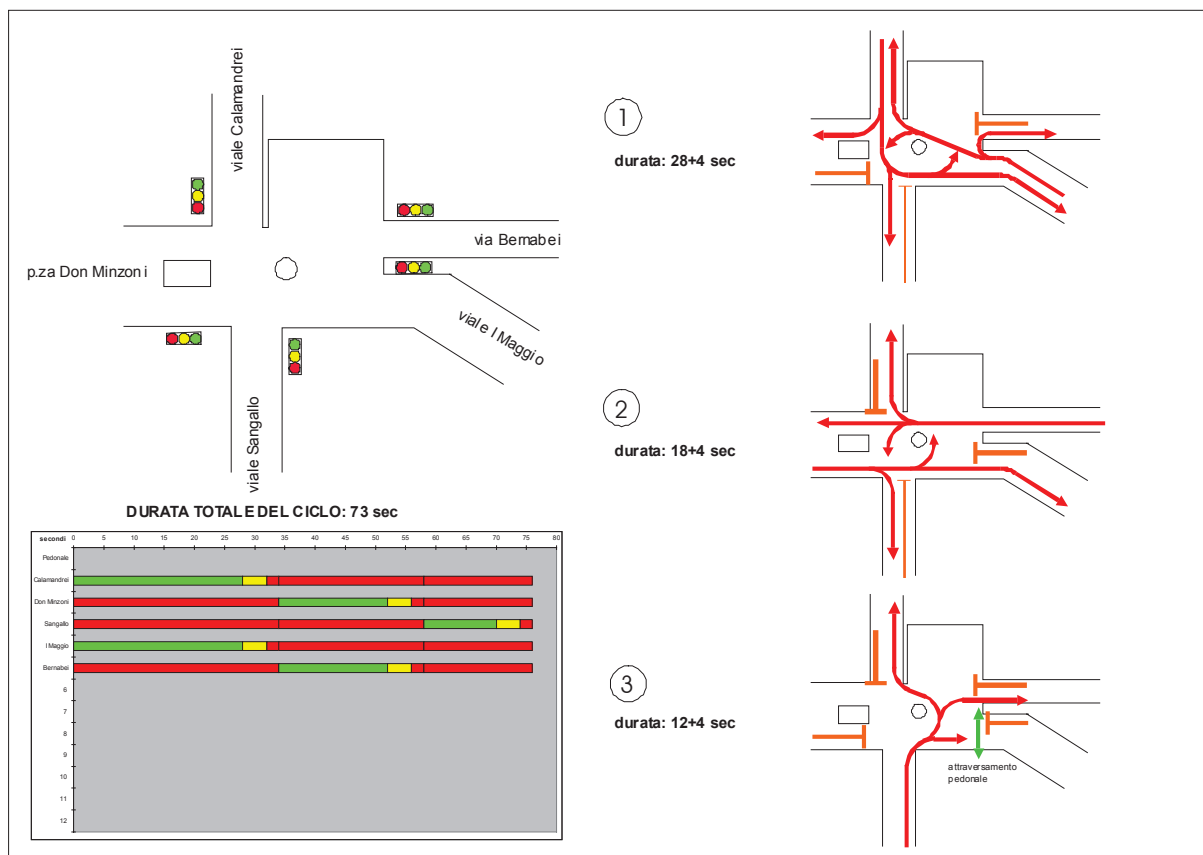 viale Calamandrei
via Bernabei
p.za Don Minzoni
viale I Maggio
viale Sangallo
DURATA TOTALE DEL CICLO: 73 sec
secondi 0 5 10 15 20 25 30 35 40 45 50 55 60 65 70 75 80
Pedonale
Calamandrei
Don Minzoni
Sangallo
I Maggio
Bernabei
6
7
8
9
10
11
12
1
durata: 28+4 sec
2
durata: 18+4 sec
3
durata: 12+4 sec
attraversamento
pedonale